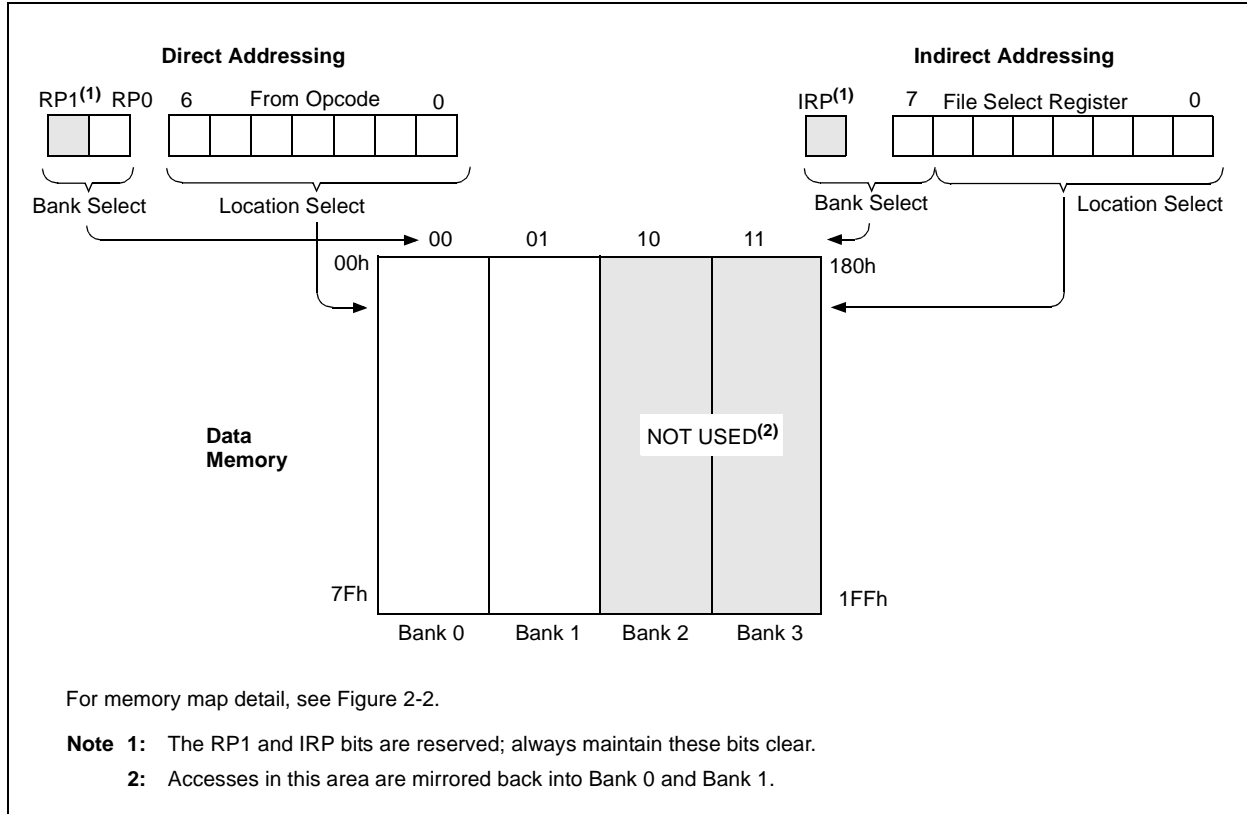 Direct Addressing
RP1(1) RP0 6 From Opcode 0
Bank Select Location Select
Indirect Addressing
IRP(1) 7 File Select Register 0
Bank Select Location Select
00 01 10 11
00h 180h
Data
Memory
NOT USED(2)
7Fh 1FFh
Bank 0 Bank 1 Bank 2 Bank 3
For memory map detail, see Figure 2-2.
Note 1: The RP1 and IRP bits are reserved; always maintain these bits clear.
2: Accesses in this area are mirrored back into Bank 0 and Bank 1.